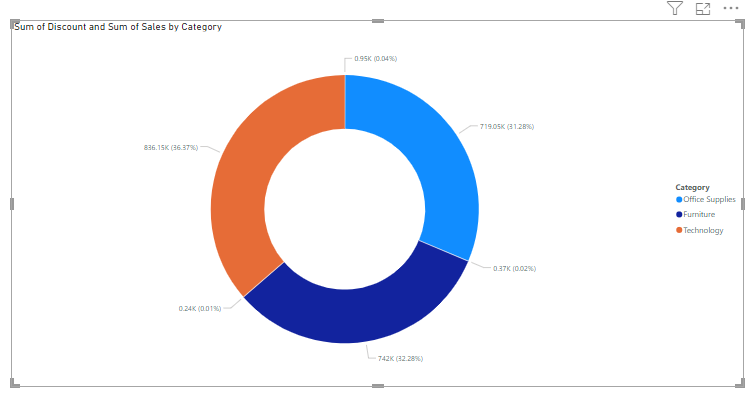 Sum of Discount and Sum of Sales by Category
0.95K (0.04%)
719.05K (31.28%)
836.15K (36.37%)
Category
Office Supplies
Furniture
Technology
0.37K (0.02%)
0.24K (0.01%)
742K (32.28%)